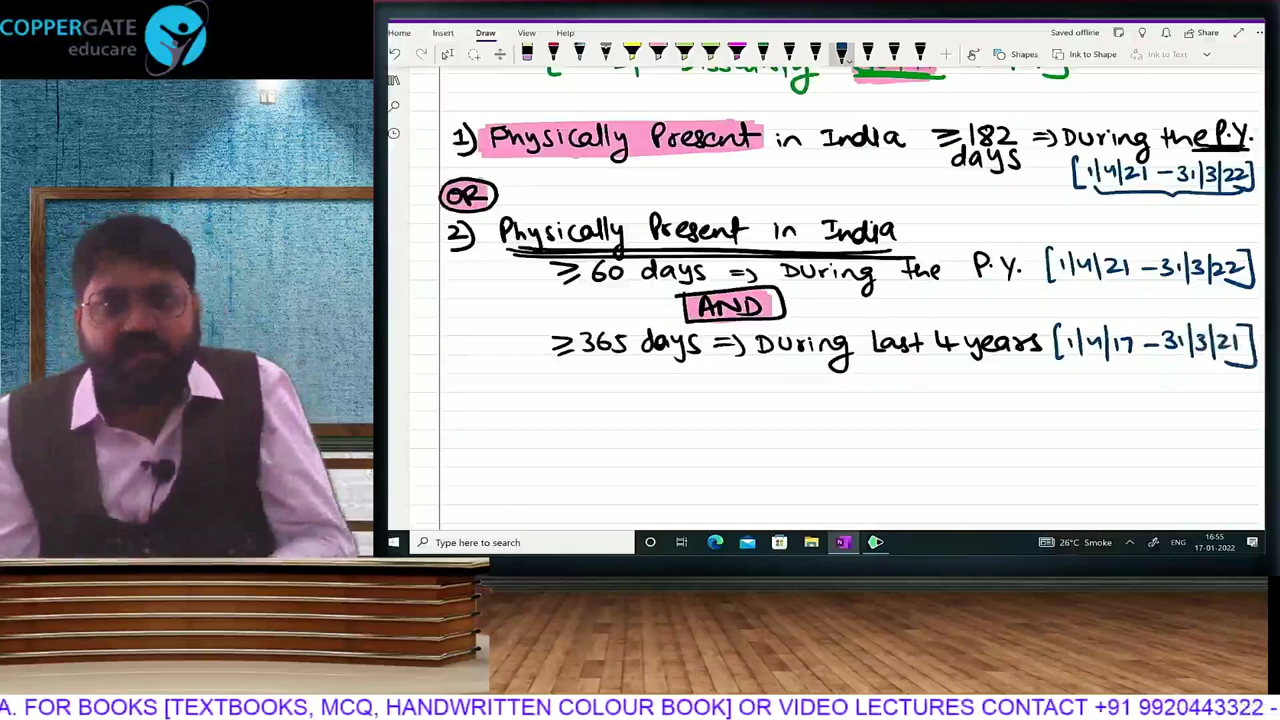 COPPERGATE
educare
Home Insert Draw View Help
Saved offline
Share
Shapes
Ink to Shape
Ink to Text
1) Physically Present in India ≥182 days => During the P.Y.
[1/4/21 - 31/3/22]
OR
2) Physically Present in India
≥60 days => During the P.Y. [1/4/21 - 31/3/22]
AND
≥365 days => During Last 4 years [1/4/17 - 31/3/21]
Type here to search
26°C Smoke
ENG
16:55
17-01-2022
A. FOR BOOKS [TEXTBOOKS, MCQ, HANDWRITTEN COLOUR BOOK] OR VIDEO LECTURES CONTACT +91 9920443322 -